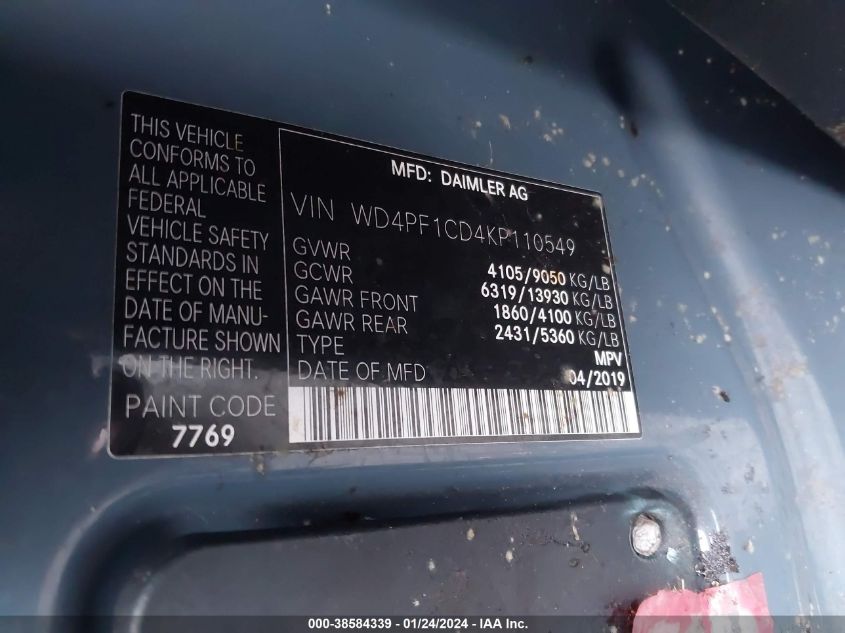 THIS VEHICLE
CONFORMS TO
ALL APPLICABLE
FEDERAL
VEHICLE SAFETY
STANDARDS IN
EFFECT ON THE
DATE OF MANU-
FACTURE SHOWN
ON THE RIGHT.
PAINT CODE
7769
MFD: DAIMLER AG
VIN WD4PF1CD4KP110549
GVWR 4105/9050 KG/LB
GCWR 6319/13930 KG/LB
GAWR FRONT 1860/4100 KG/LB
GAWR REAR 2431/5360 KG/LB
TYPE MPV
DATE OF MFD 04/2019
000-38584339 - 01/24/2024 - IAA Inc.